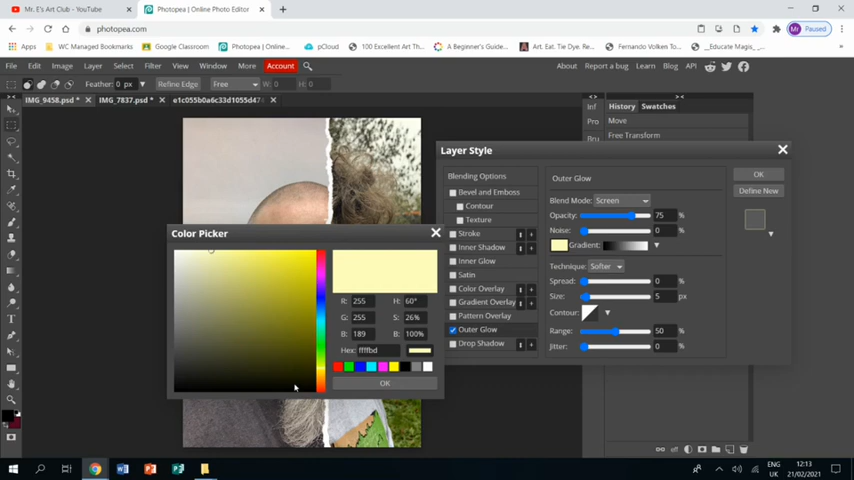 Mr. E's Art Club - YouTube
Photopea | Online Photo Editor
photopea.com
Mr Paused
Apps WC Managed Bookmarks Google Classroom Photopea | Online... pCloud 100 Excellent Art Th... A Beginner's Guide... Art. Eat. Tie Dye. Re... Fernando Volken To... __Educate Magis_...
File Edit Image Layer Select Filter View Window More Account About Report a bug Learn Blog API
Feather: 0 px Refine Edge Free W: 0 H: 0
IMG_9458.psd * IMG_7837.psd * e1c055b0a6c33d1055d47
Inf History Swatches
Pro Move
Bru Free Transform
Layer Style
Blending Options
Bevel and Emboss
Contour
Texture
Stroke
Inner Shadow
Inner Glow
Satin
Color Overlay
Gradient Overlay
Pattern Overlay
Outer Glow
Drop Shadow
Outer Glow
Blend Mode: Screen
Opacity: 75 %
Noise: 0 %
Gradient:
Technique: Softer
Spread: 0 %
Size: 5 px
Contour:
Range: 50 %
Jitter: 0 %
OK
Define New
Color Picker
R: 255 H: 60°
G: 255 S: 26%
B: 189 B: 100%
Hex: ffffbd
OK
ENG 12:13
UK 21/02/2021